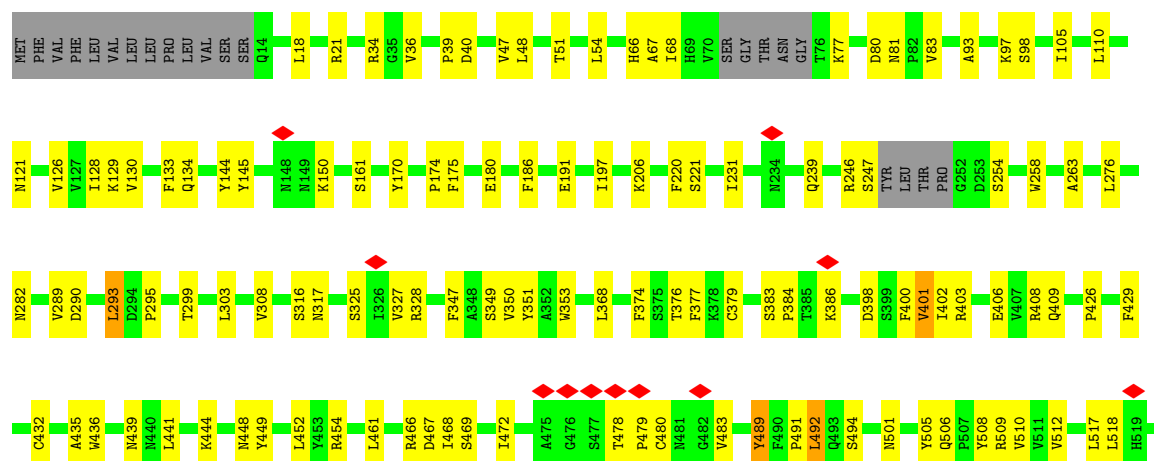 MET PHE VAL PHE LEU LEU VAL LEU LEU PRO LEU VAL SER SER Q14 L18 R21 R34 G35 V36 P39 D40 V47 L48 T51 L54 H66 A67 I68 H69 V70 SER GLY THR ASN GLY T76 K77 D80 N81 P82 V83 A93 K97 S98 I105 L110
N121 V126 V127 I128 K129 V130 F133 Q134 Y144 Y145 N148 N149 K150 S161 Y170 P174 F175 E180 F186 E191 I197 K206 F220 S221 I231 N234 Q239 R246 S247 TYR LEU THR PRO G252 D253 S254 W258 A263 L276
N282 V289 D290 L293 D294 P295 T299 L303 V308 S316 N317 S325 I326 V327 R328 F347 A348 S349 V350 Y351 A352 W353 L368 F374 S375 T376 F377 K378 C379 S383 P384 T385 K386 D398 S399 F400 V401 I402 R403 E406 V407 R408 Q409 P426 F429
C432 A435 W436 N439 N440 L441 K444 N448 Y449 L452 Y453 R454 L461 R466 D467 I468 S469 I472 A475 G476 S477 T478 P479 C480 N481 G482 V483 Y489 F490 P491 L492 Q493 S494 N501 Y505 Q506 P507 Y508 R509 V510 V511 V512 L517 L518 H519